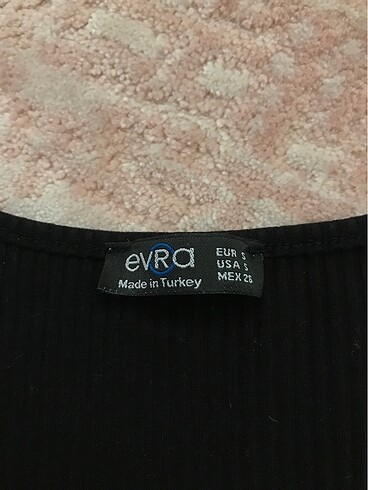 evRa
Made in Turkey
EUR S
USA S
MEX 26